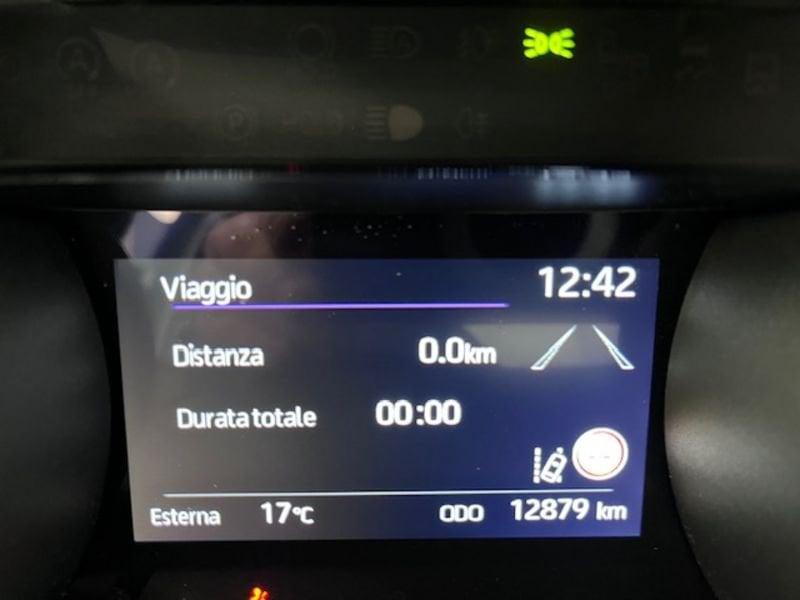 Viaggio 12:42
Distanza 0.0km
Durata totale 00:00
Esterna 17°C ODO 12879 km